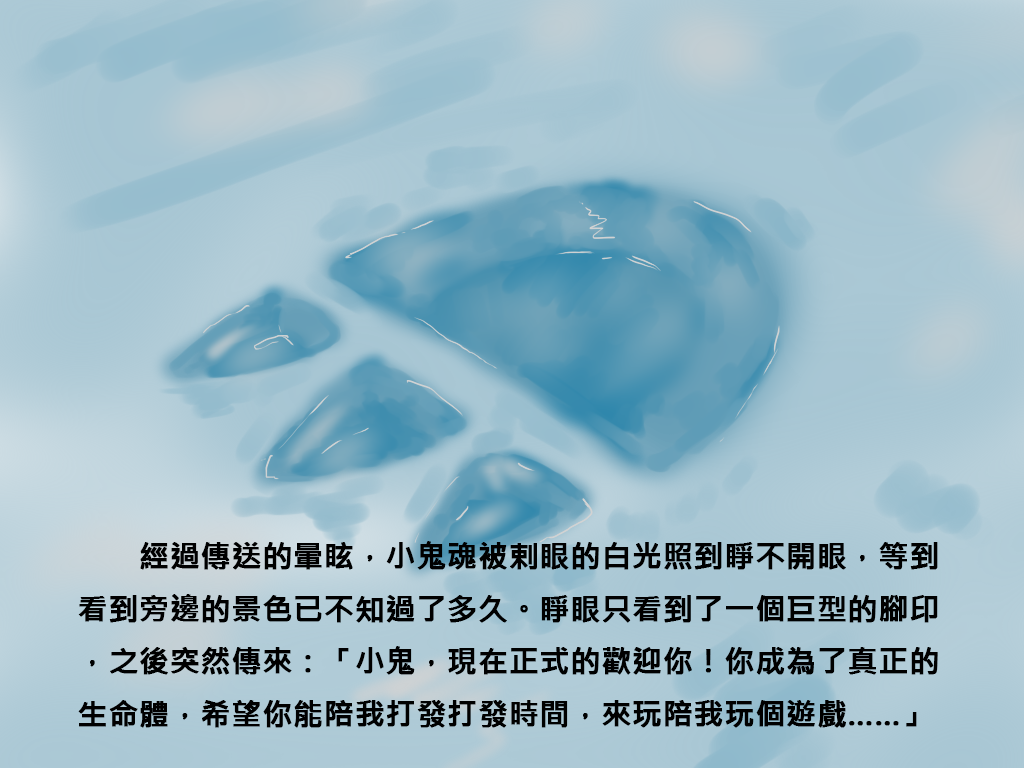 經過傳送的暈眩，小鬼魂被刺眼的白光照到睜不開眼，等到
看到旁邊的景色已不知過了多久。睜眼只看到了一個巨型的腳印
，之後突然傳來：「小鬼，現在正式的歡迎你！你成為了真正的
生命體，希望你能陪我打發打發時間，來玩陪我玩個遊戲……」